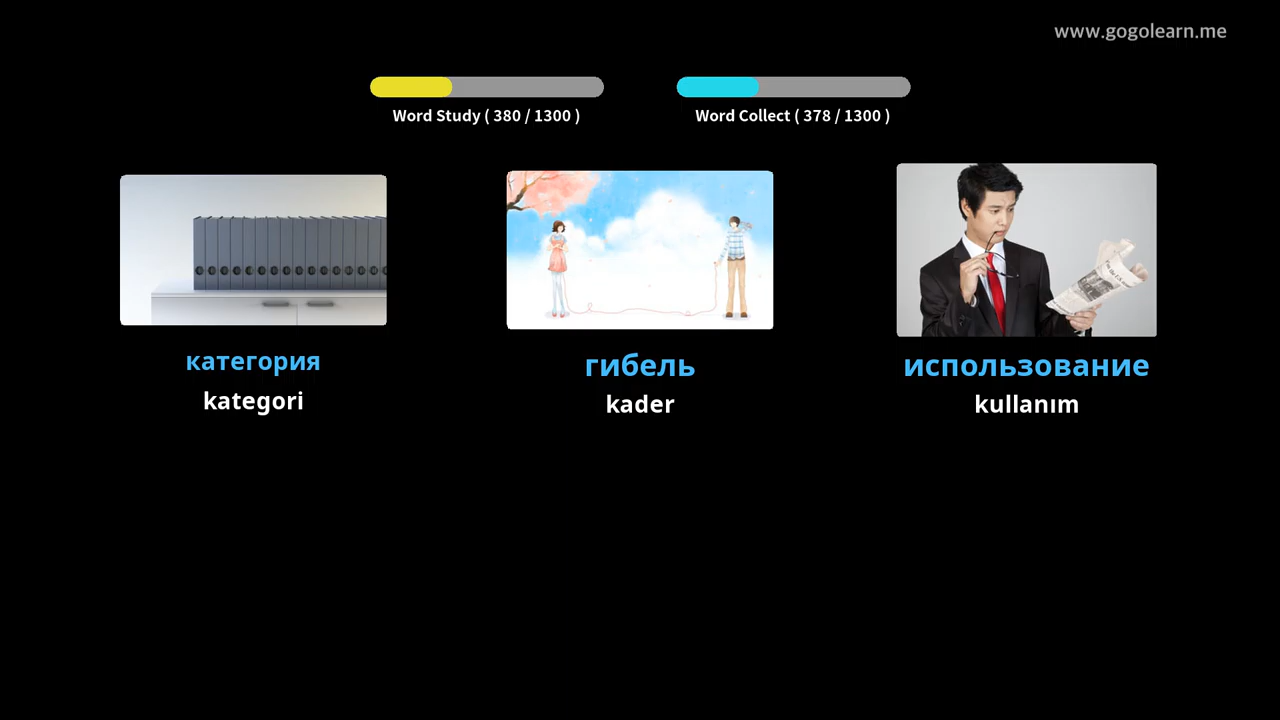 www.gogolearn.me
Word Study ( 380 / 1300 )
Word Collect ( 378 / 1300 )
категория
kategori
гибель
kader
использование
kullanım